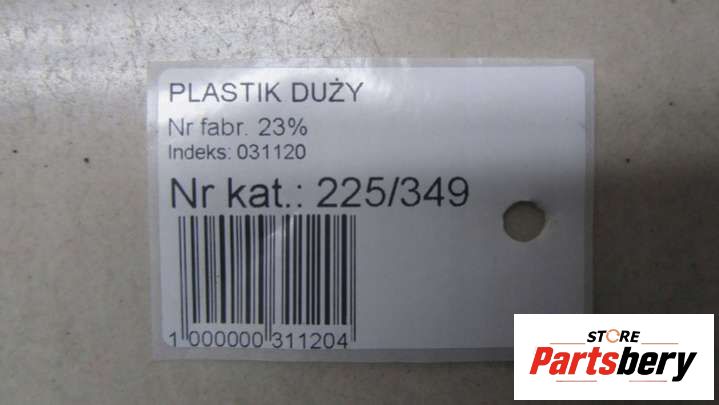 PLASTIK DUŻY
Nr fabr. 23%
Indeks: 031120
Nr kat.: 225/349
1 000000 311204
STORE
Partsbery